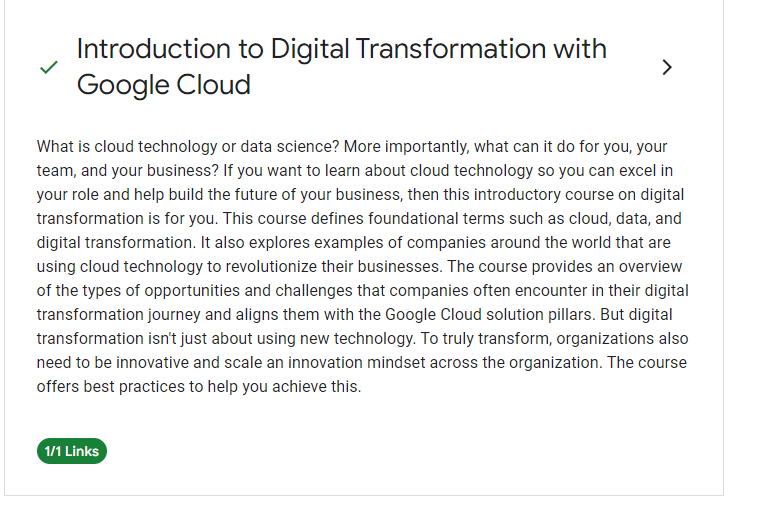 Introduction to Digital Transformation with
Google Cloud
What is cloud technology or data science? More importantly, what can it do for you, your
team, and your business? If you want to learn about cloud technology so you can excel in
your role and help build the future of your business, then this introductory course on digital
transformation is for you. This course defines foundational terms such as cloud, data, and
digital transformation. It also explores examples of companies around the world that are
using cloud technology to revolutionize their businesses. The course provides an overview
of the types of opportunities and challenges that companies often encounter in their digital
transformation journey and aligns them with the Google Cloud solution pillars. But digital
transformation isn't just about using new technology. To truly transform, organizations also
need to be innovative and scale an innovation mindset across the organization. The course
offers best practices to help you achieve this.
1/1 Links